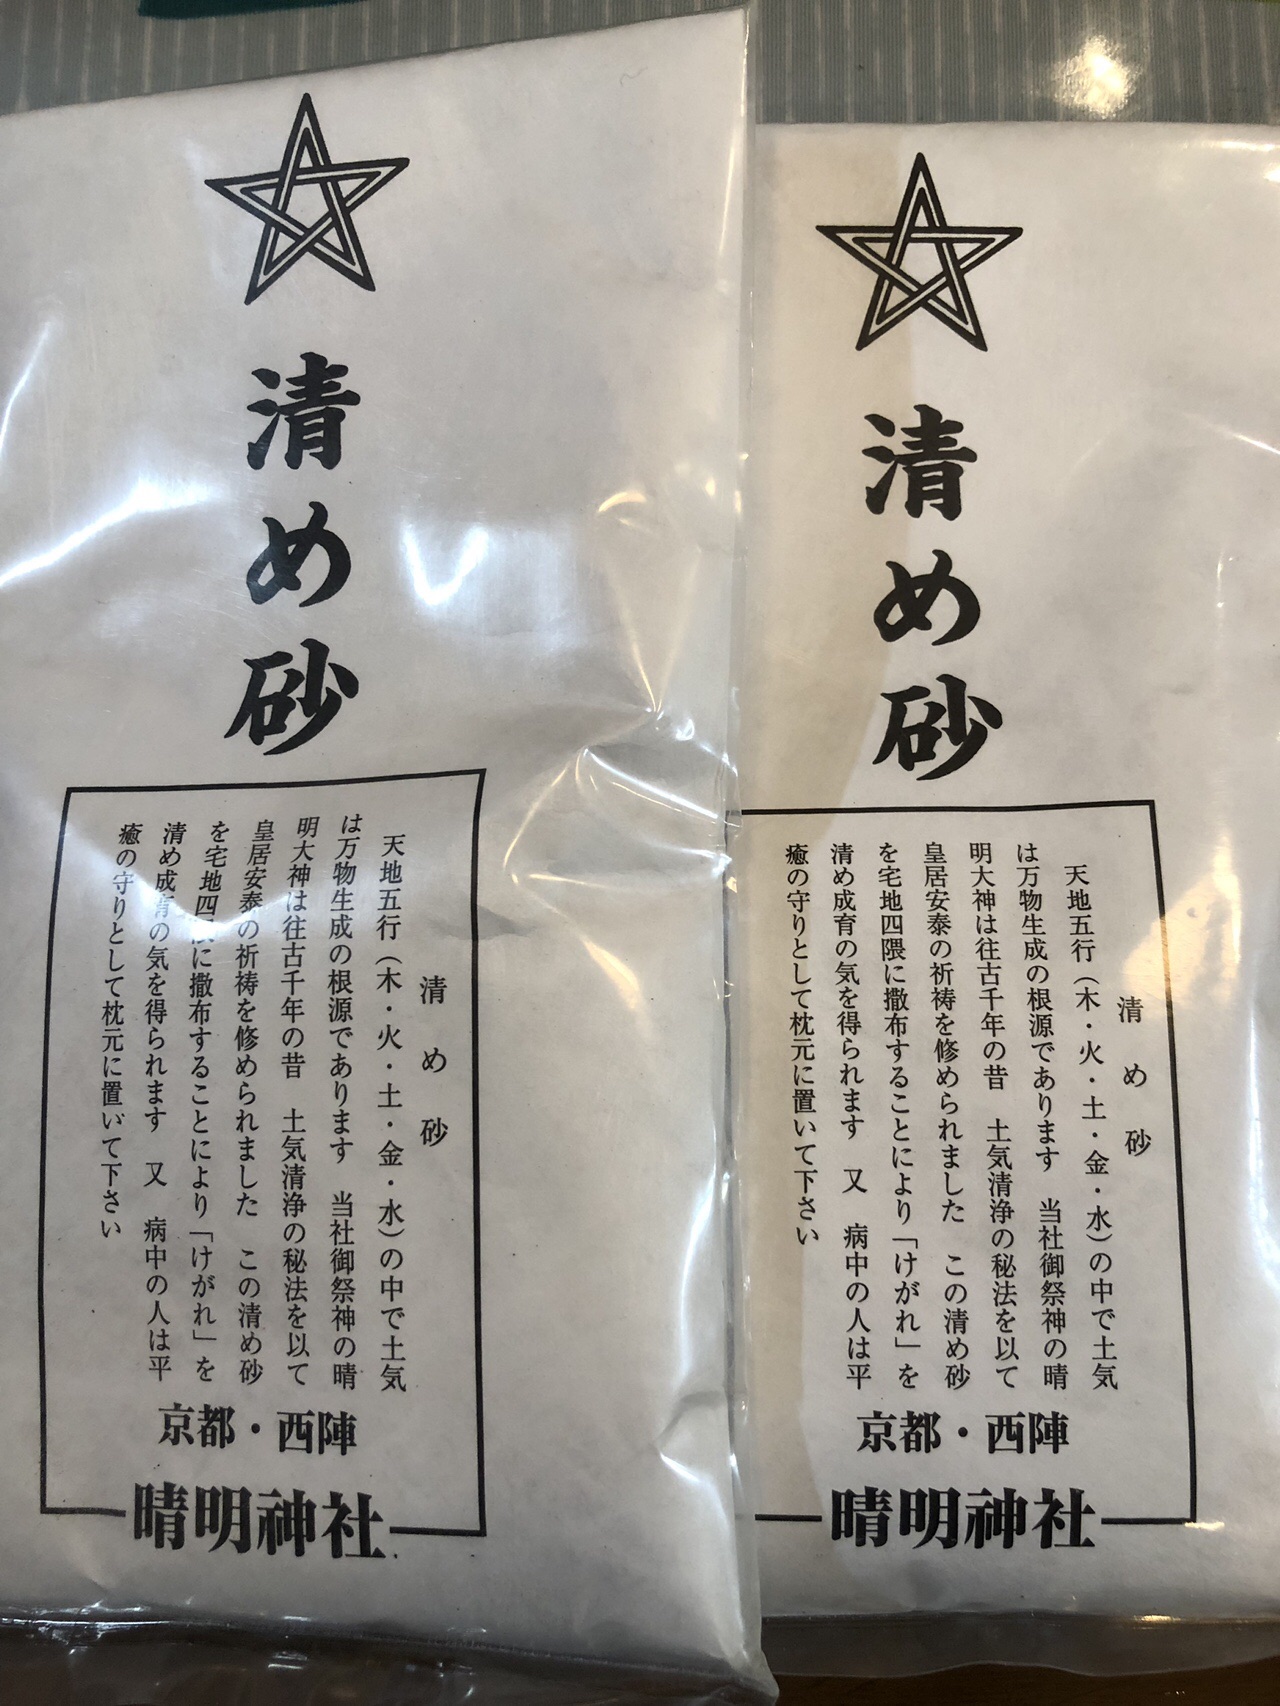 清め砂
清め砂
天地五行(木・火・土・金・水)の中で土気
は万物生成の根源であります 当社御祭神の晴
明大神は往古千年の昔 土気清浄の秘法を以て
皇居安泰の祈祷を修められました この清め砂
を宅地四隈に撒布することにより「けがれ」を
清め成育の気を得られます 又 病中の人は平
癒の守りとして枕元に置いて下さい
京都・西陣
晴明神社
清め砂
清め砂
天地五行(木・火・土・金・水)の中で土気
は万物生成の根源であります 当社御祭神の晴
明大神は往古千年の昔 土気清浄の秘法を以て
皇居安泰の祈祷を修められました この清め砂
を宅地四隈に撒布することにより「けがれ」を
清め成育の気を得られます 又 病中の人は平
癒の守りとして枕元に置いて下さい
京都・西陣
晴明神社